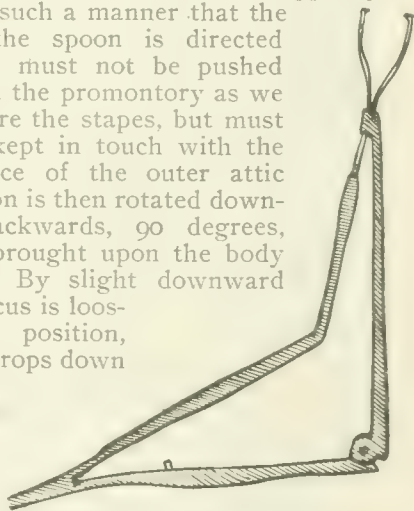 such a manner that the
the spoon is directed
must not be pushed
the promontory as we
re the stapes, but must
kept in touch with the
ce of the outer attic
on is then rotated down-
ackwards, 90 degrees,
brought upon the body
By slight downward
cus is loos-
position,
rops down